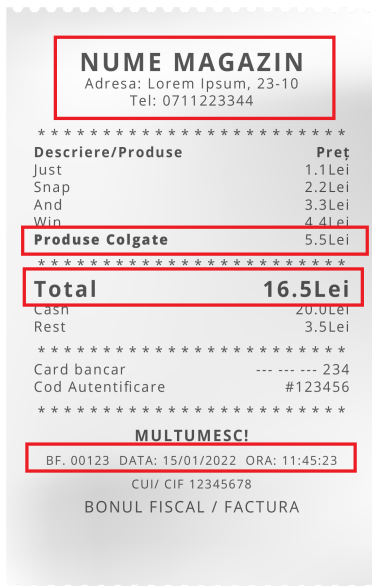 NUME MAGAZIN
Adresa: Lorem Ipsum, 23-10
Tel: 0711223344
* * * * * * * * * * * * * * * * * * * * * * * *
Descriere/Produse Preț
Just 1.1Lei
Snap 2.2Lei
And 3.3Lei
Win 4.4Lei
Produse Colgate 5.5Lei
* * * * * * * * * * * * * * * * * * * * * * * *
Total 16.5Lei
Cash 20.0Lei
Rest 3.5Lei
* * * * * * * * * * * * * * * * * * * * * * * *
Card bancar --- --- --- 234
Cod Autentificare #123456
* * * * * * * * * * * * * * * * * * * * * * * *
MULTUMESC!
BF. 00123 DATA: 15/01/2022 ORA: 11:45:23
CUI/ CIF 12345678
BONUL FISCAL / FACTURA